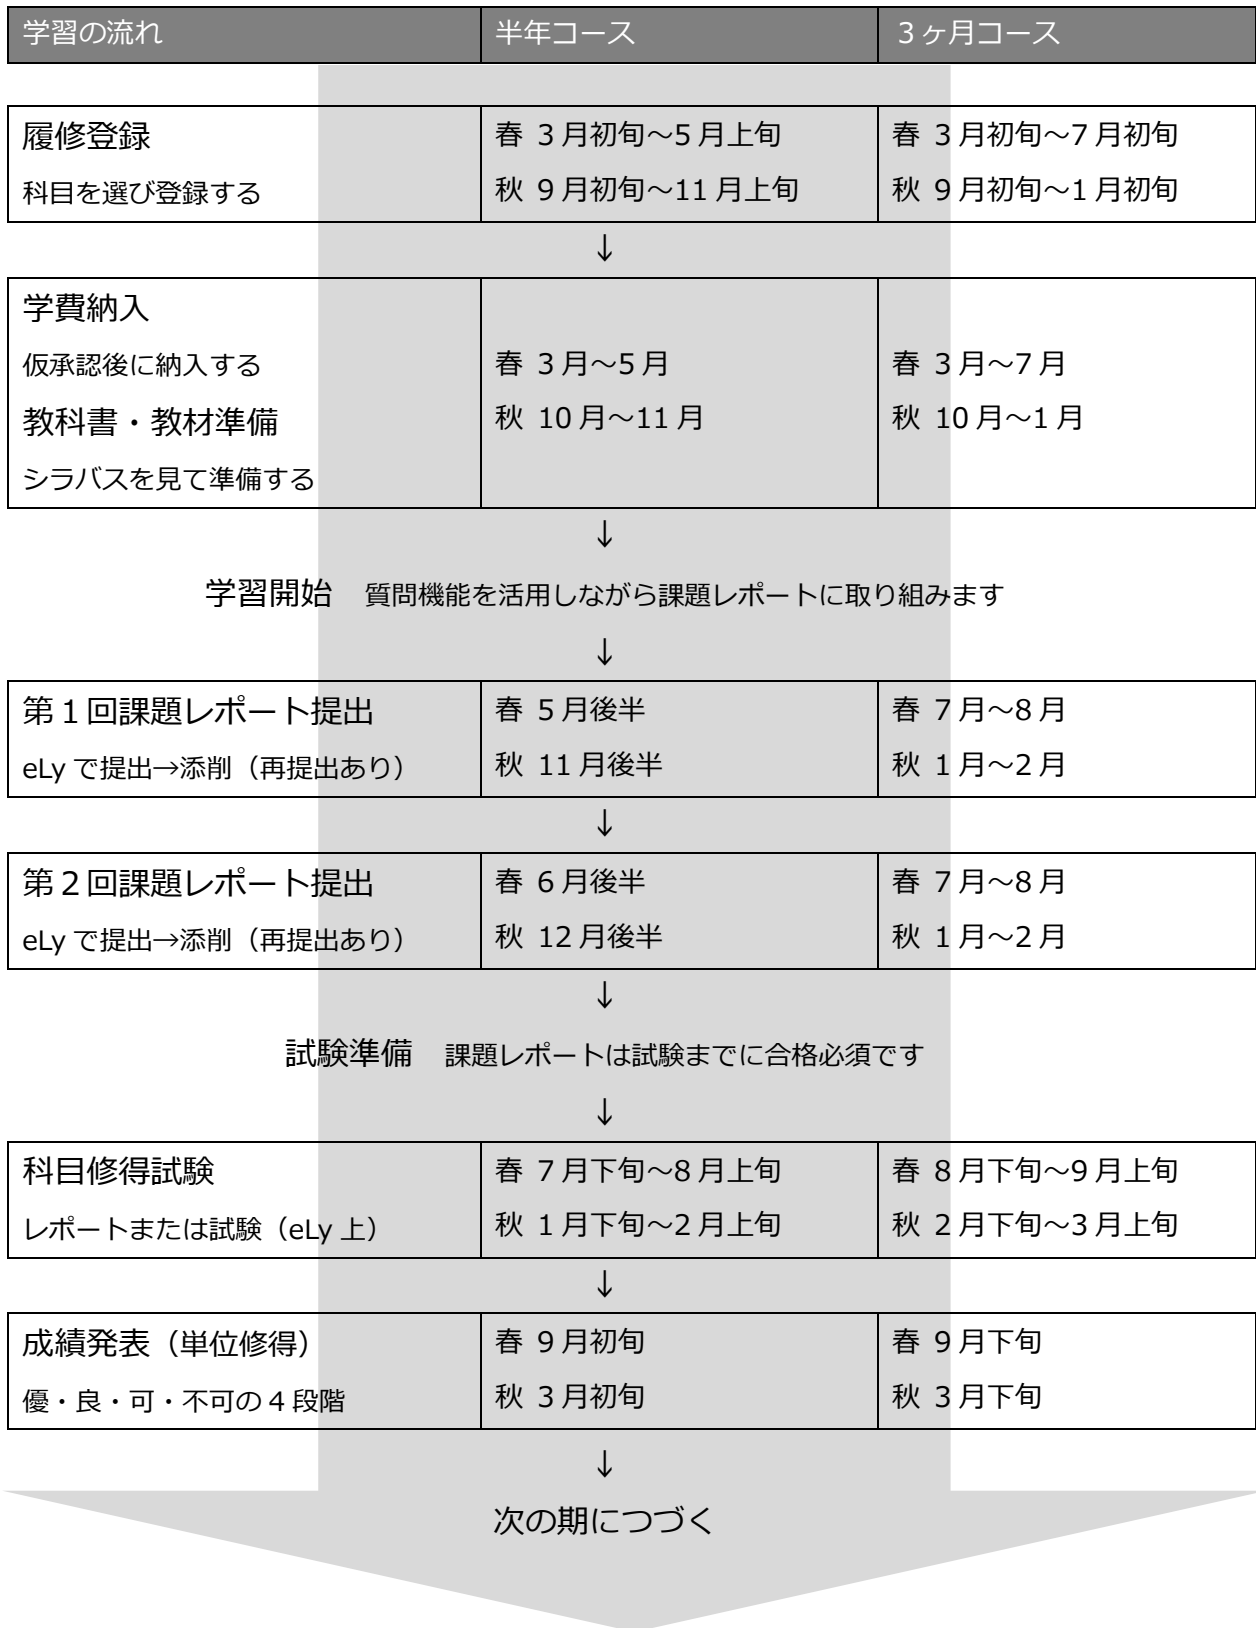 学習の流れ 半年コース ３ヶ月コース
履修登録 春 3月初旬～5月上旬 春 3月初旬～7月初旬
科目を選び登録する 秋 9月初旬～11月上旬 秋 9月初旬～1月初旬
↓
学費納入
仮承認後に納入する 春 3月～5月 春 3月～7月
教科書・教材準備 秋 10月～11月 秋 10月～1月
シラバスを見て準備する
↓
学習開始 質問機能を活用しながら課題レポートに取り組みます
↓
第１回課題レポート提出 春 5月後半 春 7月～8月
eLyで提出→添削（再提出あり） 秋 11月後半 秋 1月～2月
↓
第２回課題レポート提出 春 6月後半 春 7月～8月
eLyで提出→添削（再提出あり） 秋 12月後半 秋 1月～2月
↓
試験準備 課題レポートは試験までに合格必須です
↓
科目修得試験 春 7月下旬～8月上旬 春 8月下旬～9月上旬
レポートまたは試験（eLy上） 秋 1月下旬～2月上旬 秋 2月下旬～3月上旬
↓
成績発表（単位修得） 春 9月初旬 春 9月下旬
優・良・可・不可の4段階 秋 3月初旬 秋 3月下旬
↓
次の期につづく